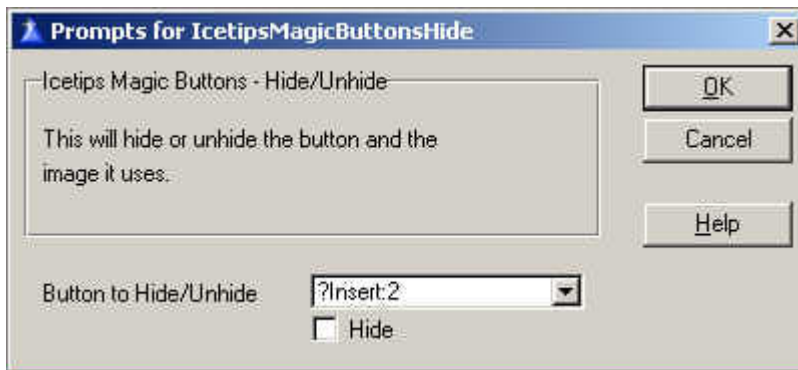 Prompts for IcetipsMagicButtonsHide
Icetips Magic Buttons - Hide/Unhide
This will hide or unhide the button and the
image it uses.
OK
Cancel
Help
Button to Hide/Unhide
?Insert:2
Hide